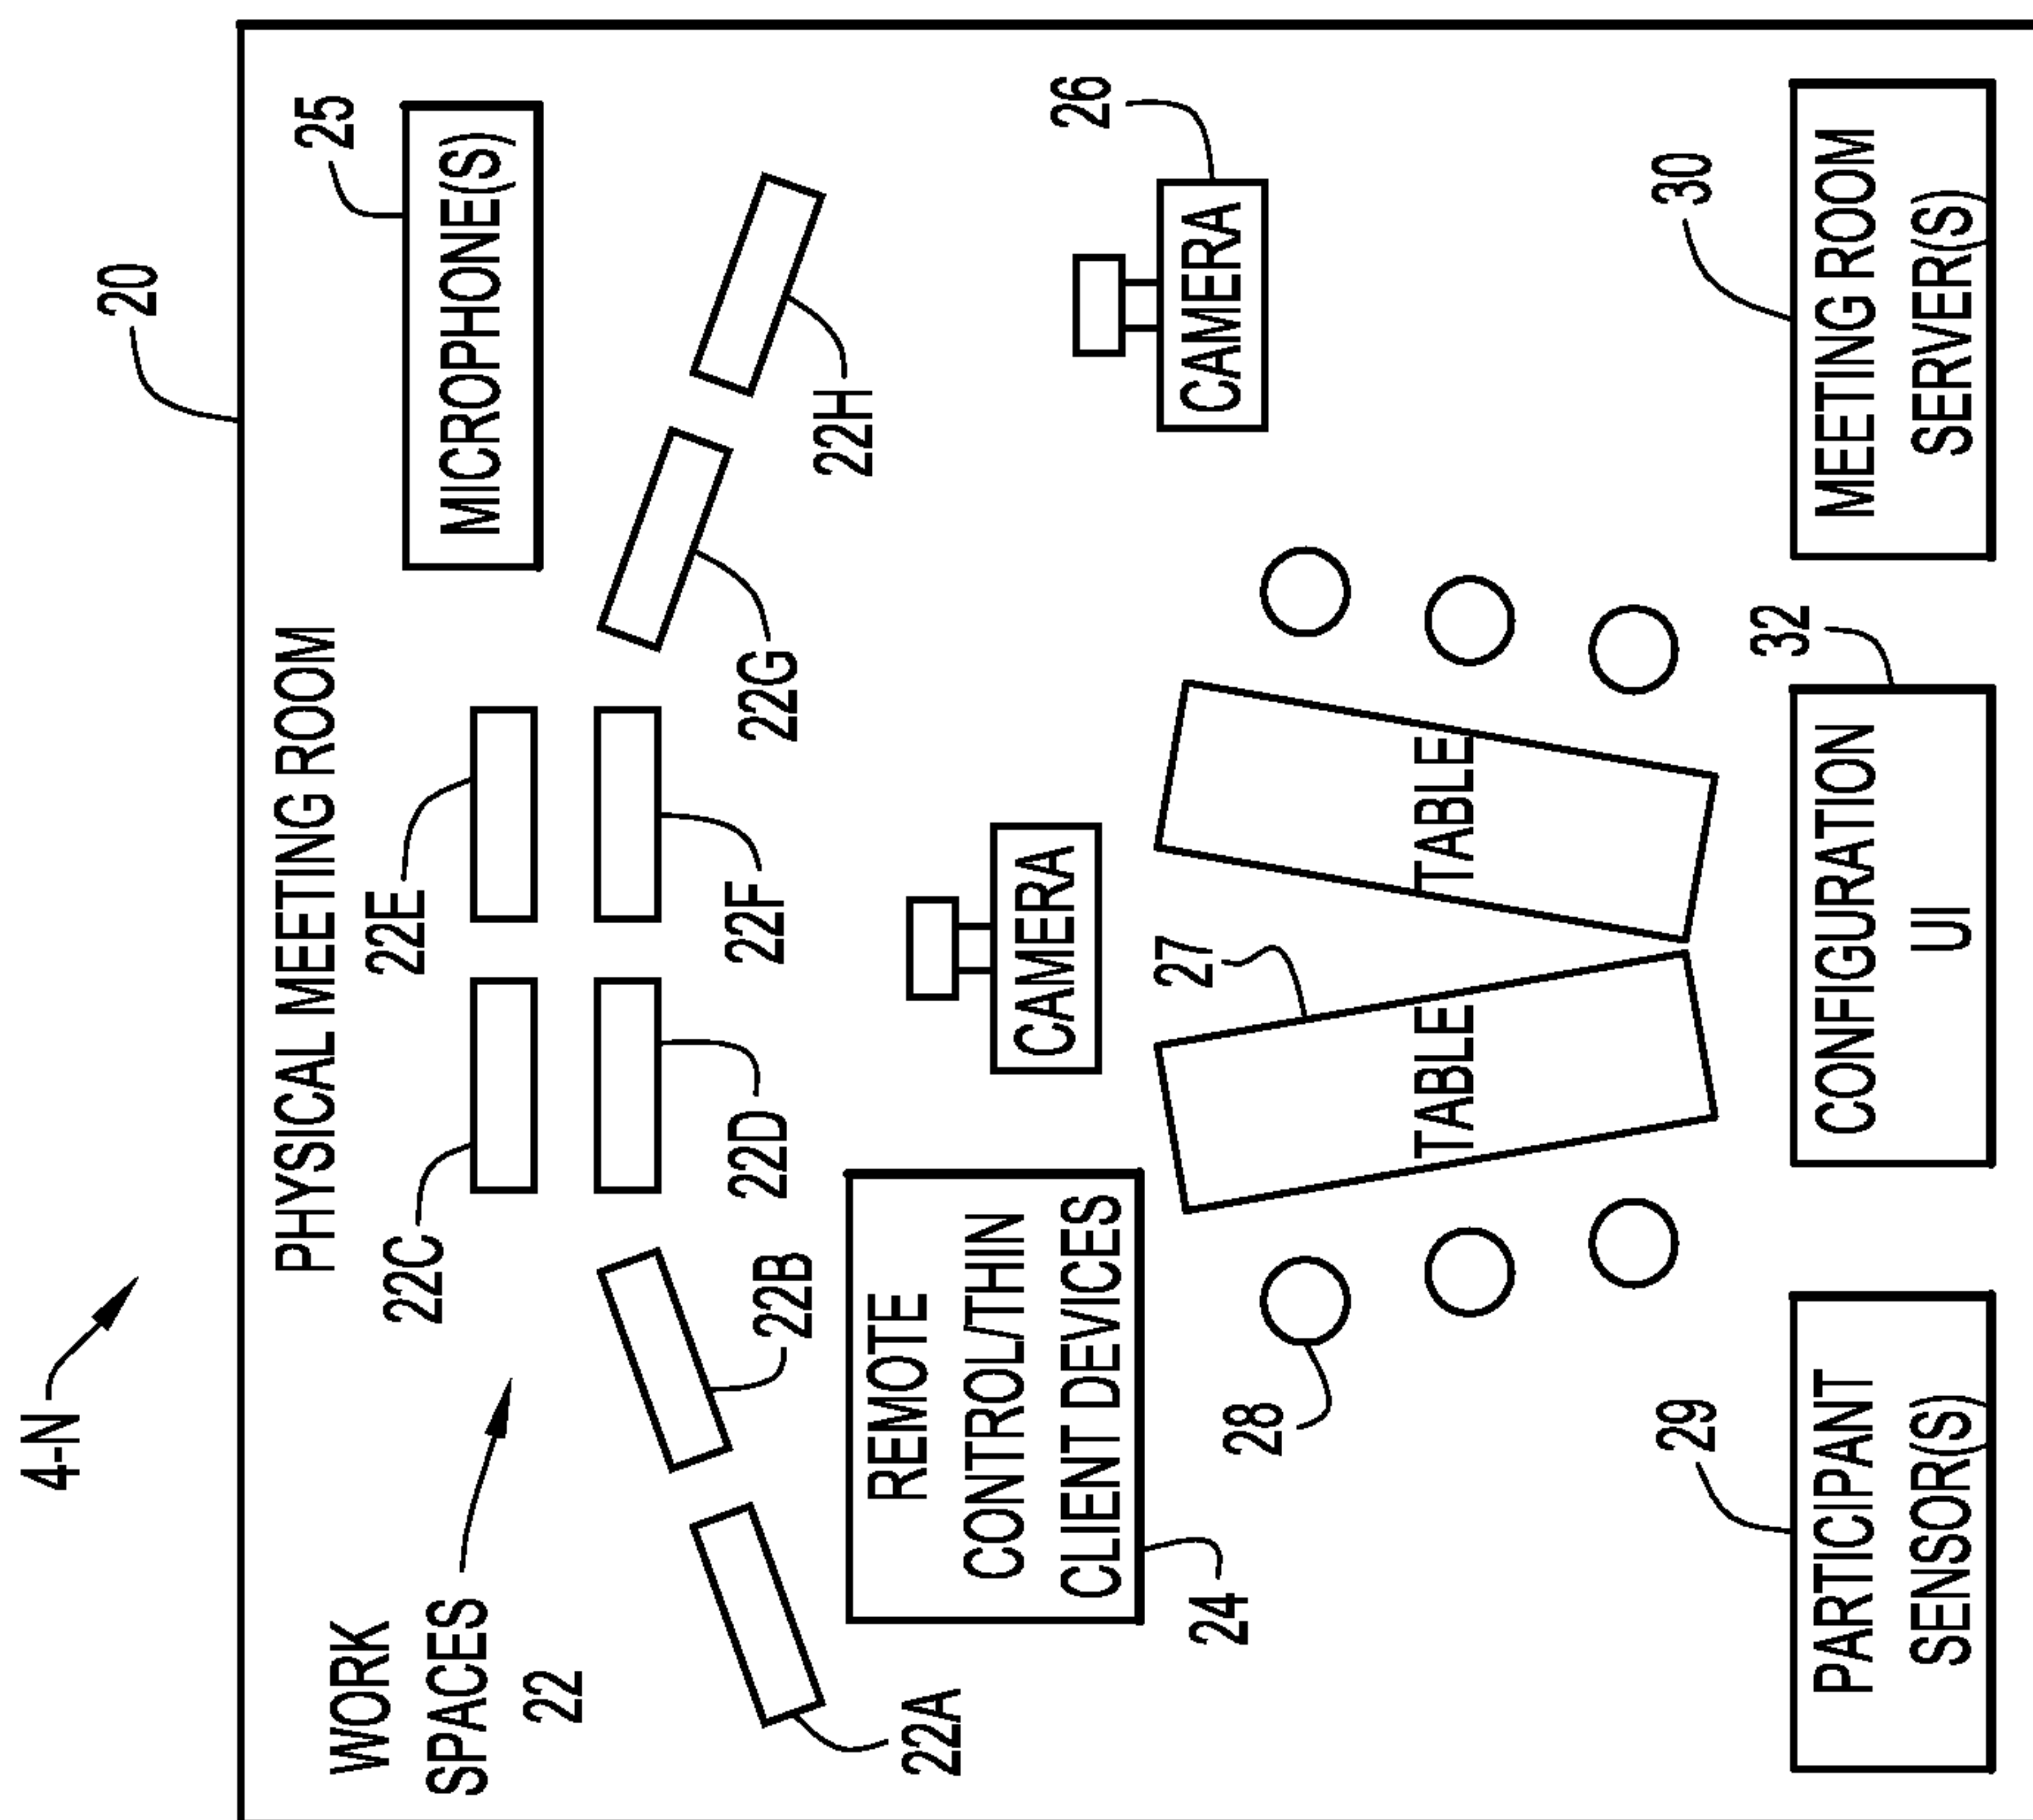 4-N
20
PHYSICAL MEETING ROOM
WORK
SPACES
22
22C
22E
25
MICROPHONE(S)
22A
22B
22D
22F
22G
22H
REMOTE
CONTROL/THIN
CLIENT DEVICES
24
CAMERA
26
CAMERA
28
27
TABLE
TABLE
29
PARTICIPANT
SENSOR(S)
32
CONFIGURATION
UI
30
MEETING ROOM
SERVER(S)